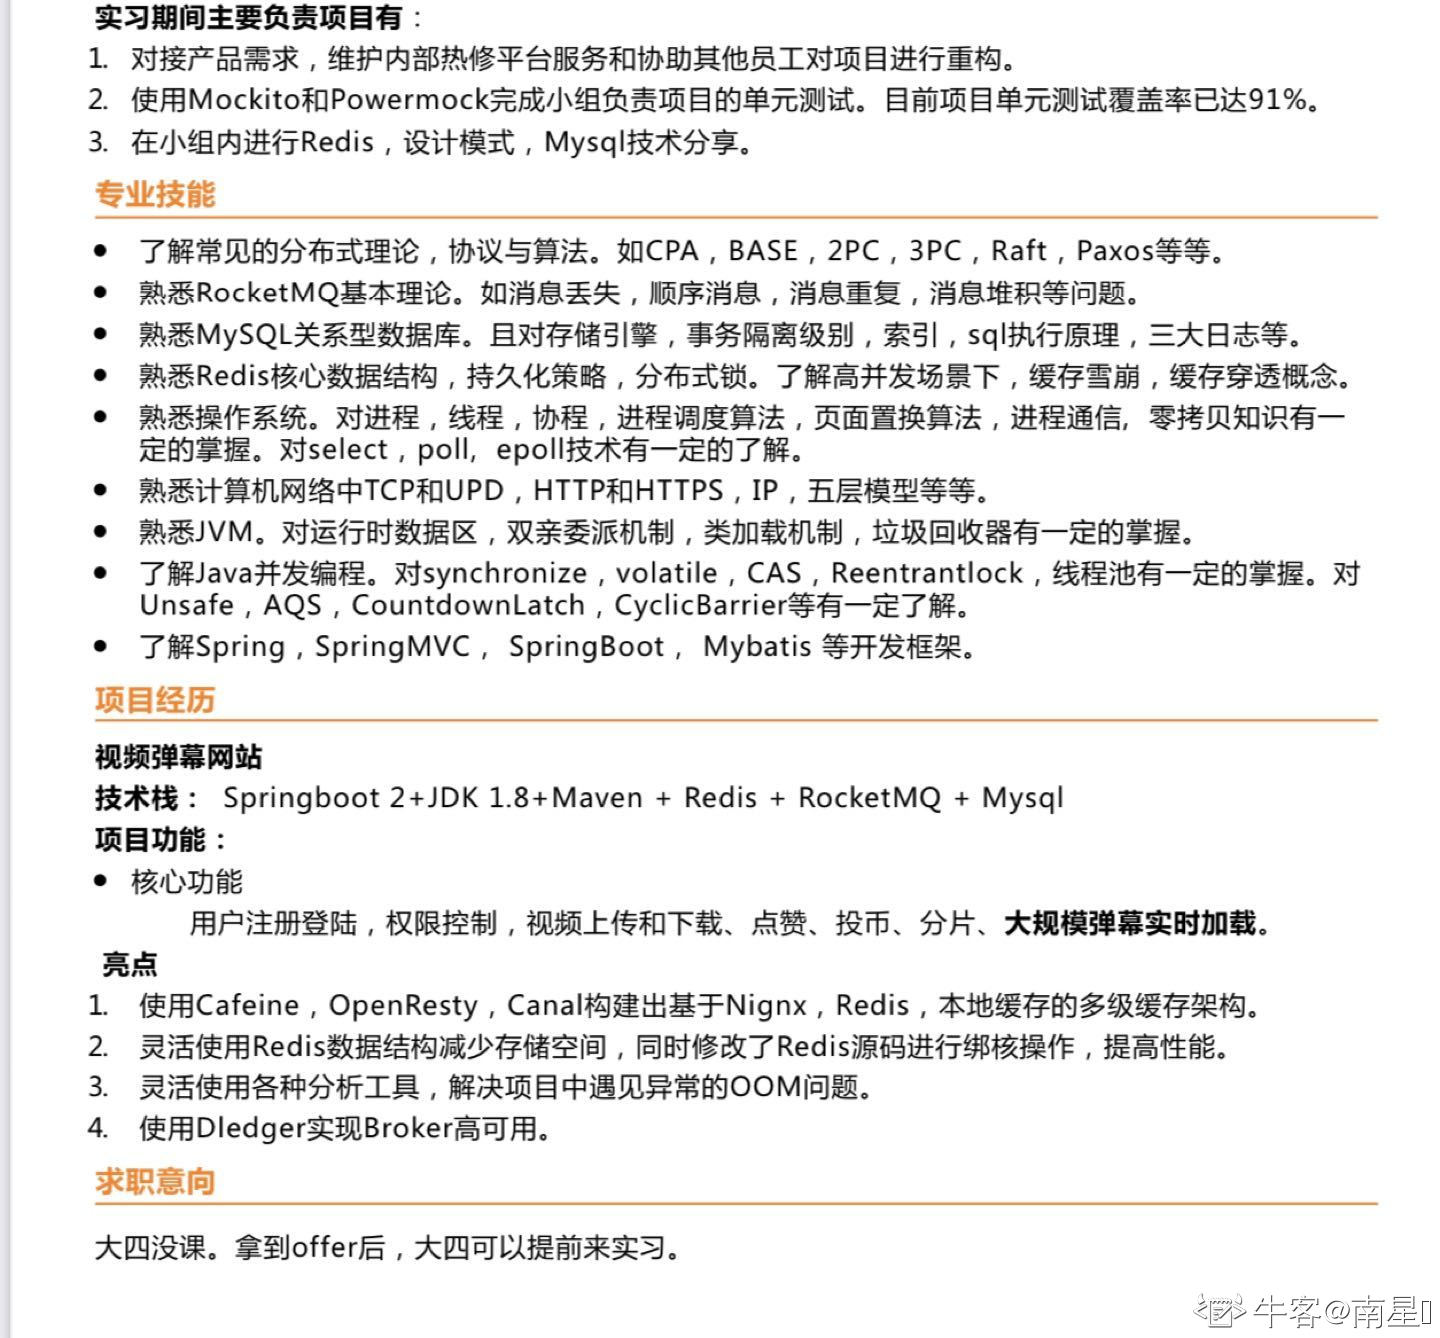 实习期间主要负责项目有：
1. 对接产品需求，维护内部热修平台服务和协助其他员工对项目进行重构。
2. 使用Mockito和Powermock完成小组负责项目的单元测试。目前项目单元测试覆盖率已达91%。
3. 在小组内进行Redis，设计模式，Mysql技术分享。
专业技能
● 了解常见的分布式理论，协议与算法。如CPA，BASE，2PC，3PC，Raft，Paxos等等。
● 熟悉RocketMQ基本理论。如消息丢失，顺序消息，消息重复，消息堆积等问题。
● 熟悉MySQL关系型数据库。且对存储引擎，事务隔离级别，索引，sql执行原理，三大日志等。
● 熟悉Redis核心数据结构，持久化策略，分布式锁。了解高并发场景下，缓存雪崩，缓存穿透概念。
● 熟悉操作系统。对进程，线程，协程，进程调度算法，页面置换算法，进程通信，零拷贝知识有一
定的掌握。对select，poll，epoll技术有一定的了解。
● 熟悉计算机网络中TCP和UPD，HTTP和HTTPS，IP，五层模型等等。
● 熟悉JVM。对运行时数据区，双亲委派机制，类加载机制，垃圾回收器有一定的掌握。
● 了解Java并发编程。对synchronize，volatile，CAS，Reentrantlock，线程池有一定的掌握。对
Unsafe，AQS，CountdownLatch，CyclicBarrier等有一定了解。
● 了解Spring，SpringMVC， SpringBoot， Mybatis 等开发框架。
项目经历
视频弹幕网站
技术栈： Springboot 2+JDK 1.8+Maven + Redis + RocketMQ + Mysql
项目功能：
● 核心功能
用户注册登陆，权限控制，视频上传和下载、点赞、投币、分片、大规模弹幕实时加载。
亮点
1. 使用Cafeine，OpenResty，Canal构建出基于Nignx，Redis，本地缓存的多级缓存架构。
2. 灵活使用Redis数据结构减少存储空间，同时修改了Redis源码进行绑核操作，提高性能。
3. 灵活使用各种分析工具，解决项目中遇见异常的OOM问题。
4. 使用Dledger实现Broker高可用。
求职意向
大四没课。拿到offer后，大四可以提前来实习。
牛客@南星